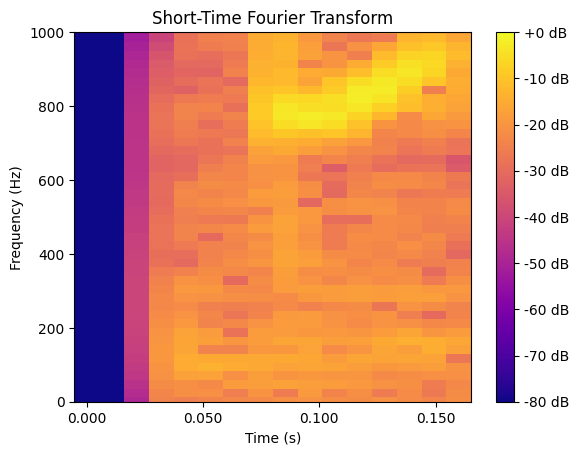 Short-Time Fourier Transform
Frequency (Hz)
1000
800
600
400
200
0
0.000
0.050
0.100
0.150
Time (s)
+0 dB
-10 dB
-20 dB
-30 dB
-40 dB
-50 dB
-60 dB
-70 dB
-80 dB